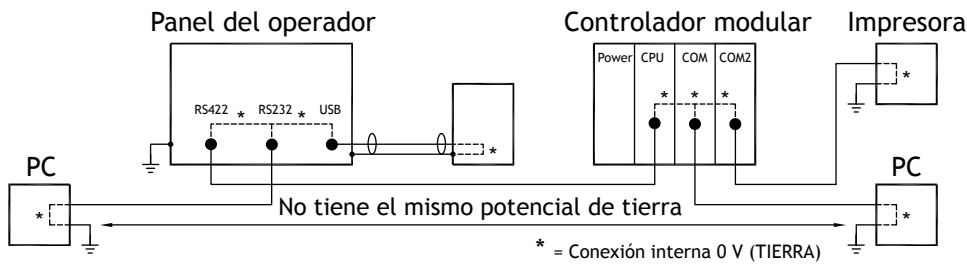 Panel del operador
Controlador modular
Impresora
Power CPU COM COM2
*
* * *
RS422 * RS232 * USB
*
PC
PC
*
No tiene el mismo potencial de tierra
*
* = Conexión interna 0 V (TIERRA)